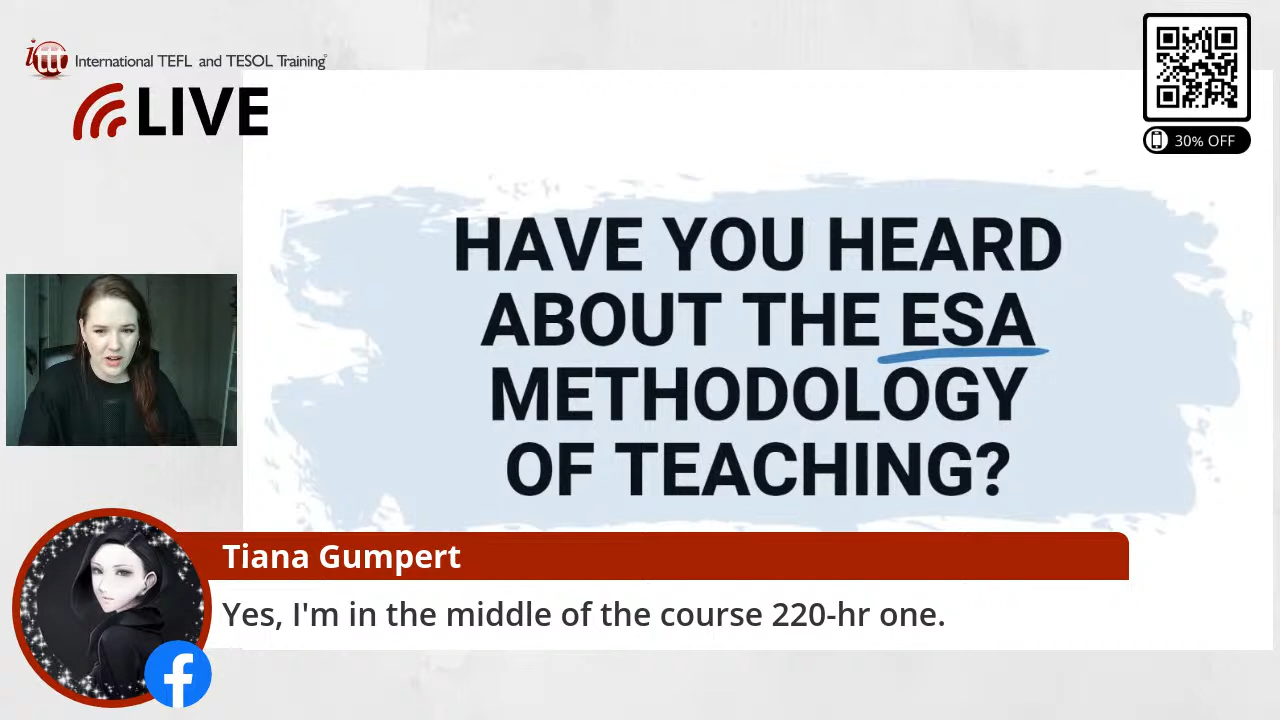 ittt International TEFL and TESOL Training
LIVE
30% OFF
HAVE YOU HEARD
ABOUT THE ESA
METHODOLOGY
OF TEACHING?
Tiana Gumpert
Yes, I'm in the middle of the course 220-hr one.